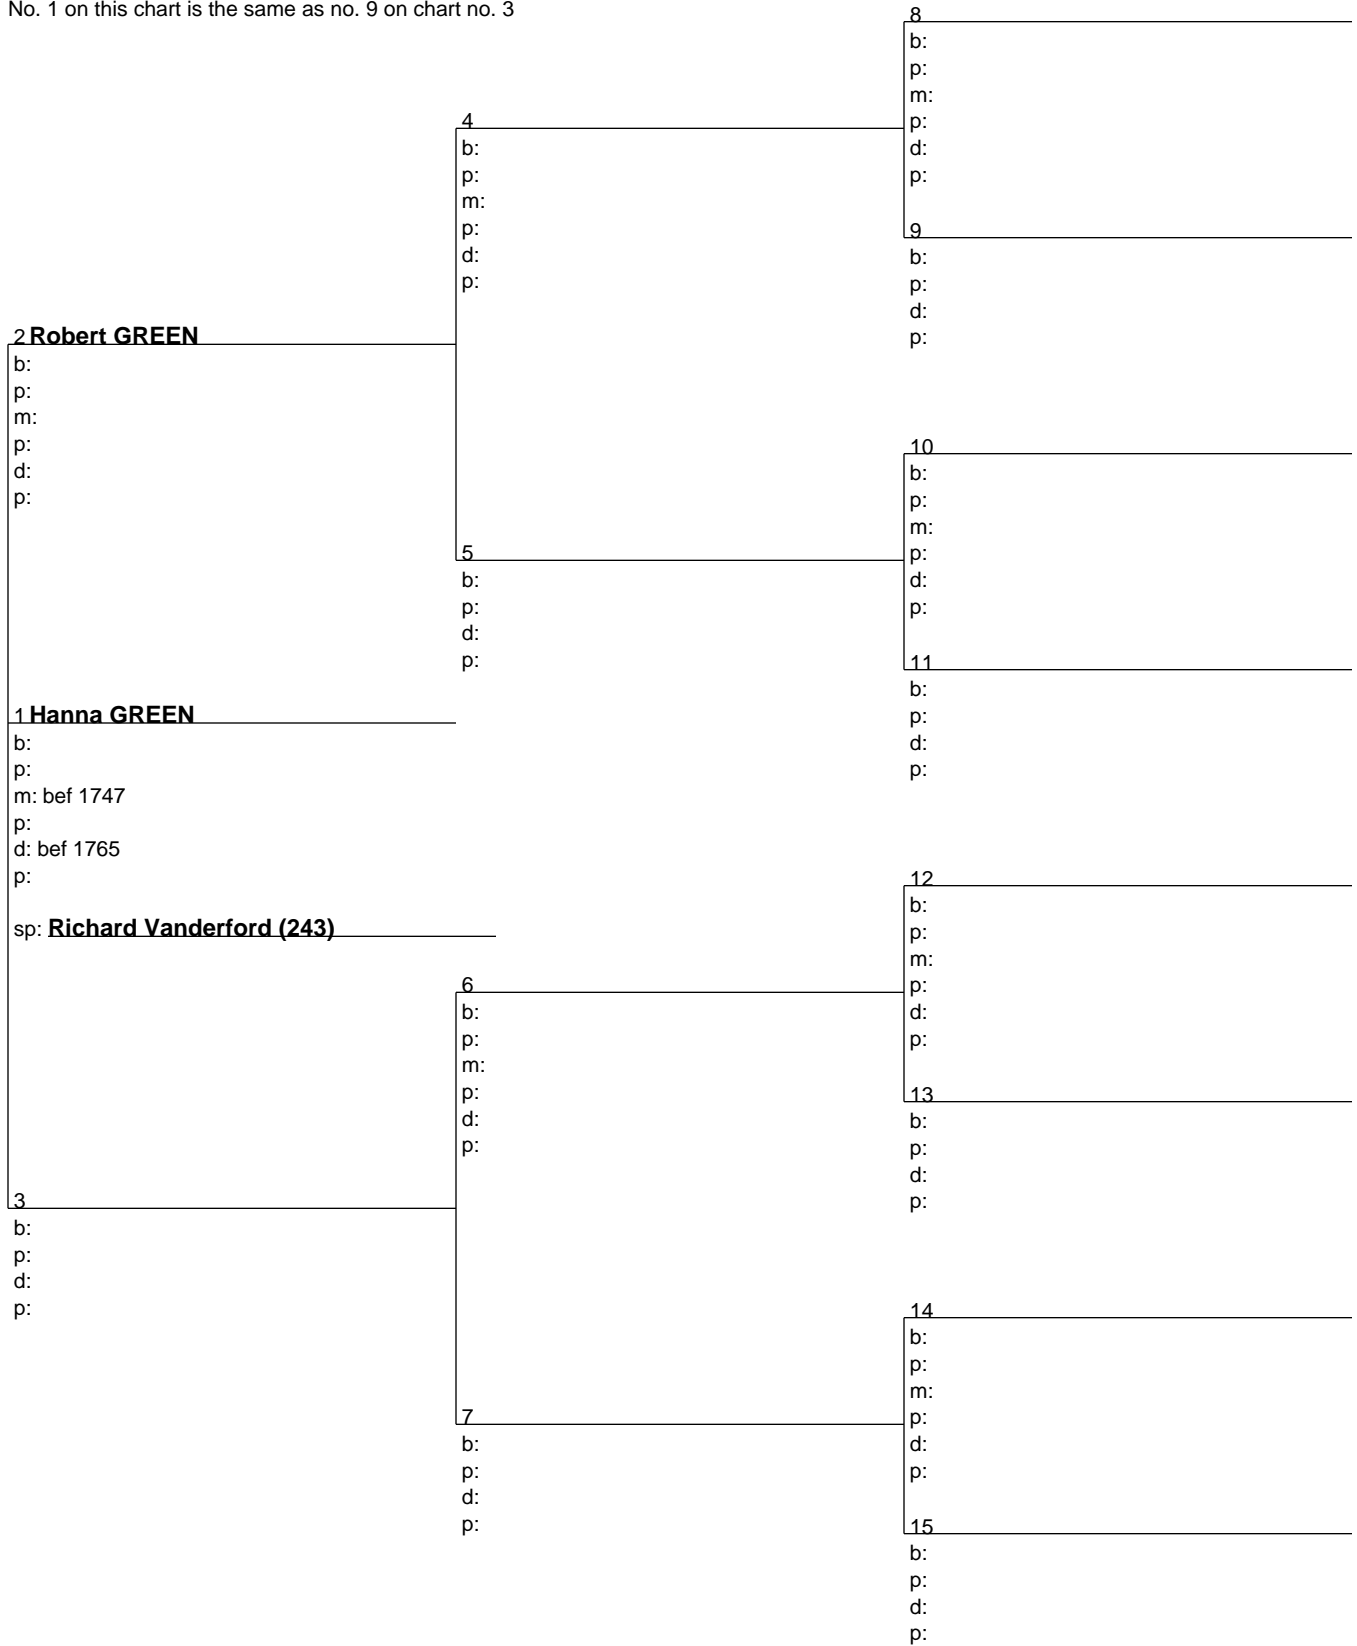 No. 1 on this chart is the same as no. 9 on chart no. 3
8
b:
p:
m:
p:
d:
p:
4
b:
p:
m:
p:
d:
p:
9
b:
p:
d:
p:
2 Robert GREEN
b:
p:
m:
p:
d:
p:
10
b:
p:
m:
p:
d:
p:
5
b:
p:
d:
p:
11
b:
p:
d:
p:
1 Hanna GREEN
b:
p:
m: bef 1747
p:
d: bef 1765
p:
sp: Richard Vanderford (243)
12
b:
p:
m:
p:
d:
p:
6
b:
p:
m:
p:
d:
p:
13
b:
p:
d:
p:
3
b:
p:
d:
p:
14
b:
p:
m:
p:
d:
p:
7
b:
p:
d:
p:
15
b:
p:
d:
p: